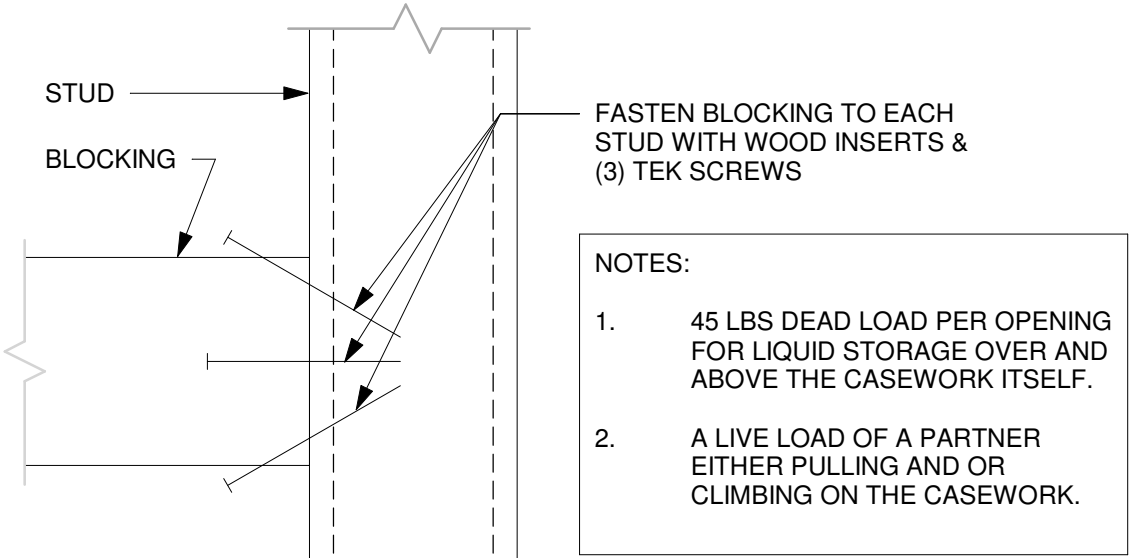 STUD
BLOCKING
FASTEN BLOCKING TO EACH
STUD WITH WOOD INSERTS &
(3) TEK SCREWS
NOTES:
1. 45 LBS DEAD LOAD PER OPENING
FOR LIQUID STORAGE OVER AND
ABOVE THE CASEWORK ITSELF.
2. A LIVE LOAD OF A PARTNER
EITHER PULLING AND OR
CLIMBING ON THE CASEWORK.